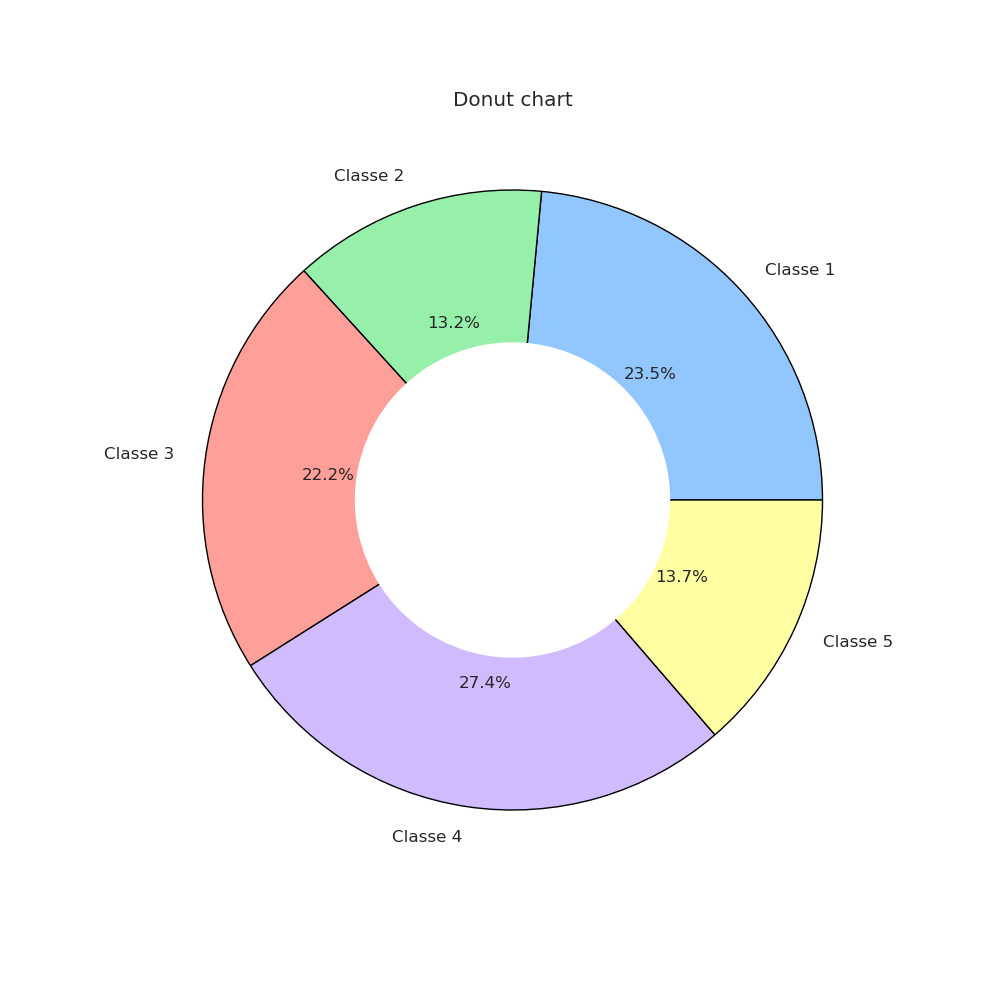 Donut chart
Classe 2
Classe 1
13.2%
23.5%
Classe 3
22.2%
13.7%
Classe 5
27.4%
Classe 4